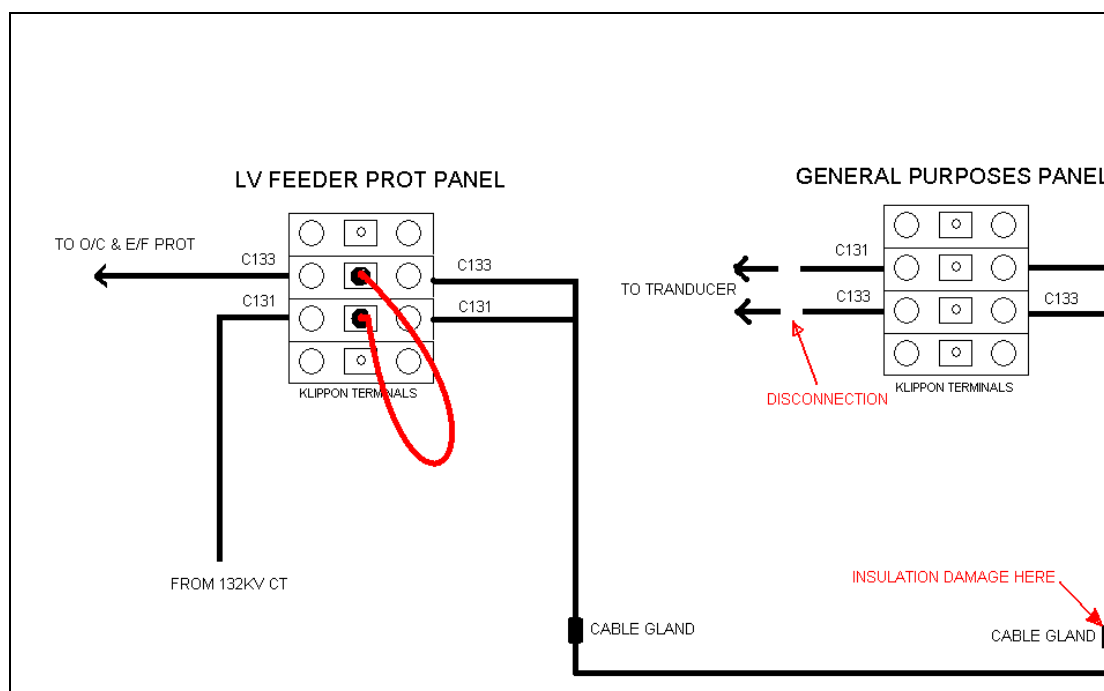 LV FEEDER PROT PANEL
GENERAL PURPOSES PANEL
TO O/C & E/F PROT
C133
C133
C131
C131
C131
C133
C133
TO TRANDUCER
KLIPPON TERMINALS
KLIPPON TERMINALS
DISCONNECTION
FROM 132KV CT
INSULATION DAMAGE HERE
CABLE GLAND
CABLE GLAND